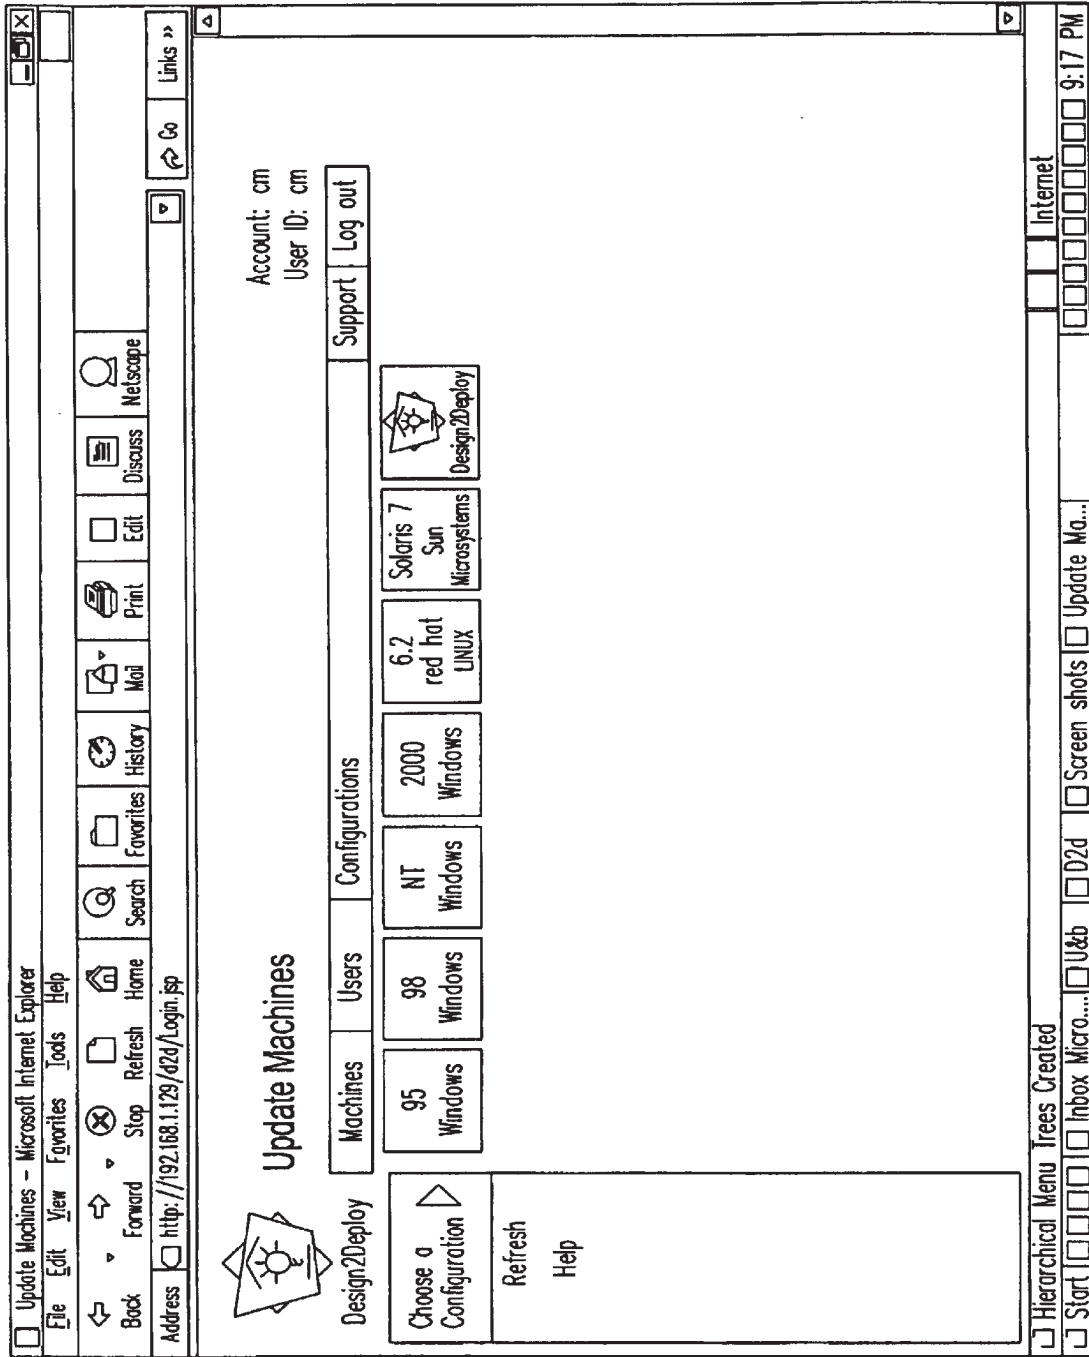 Update Machines – Microsoft Internet Explorer
File Edit View Favorites Tools Help
Back Forward Stop Refresh Home Search Favorites History Mail Print Edit Discuss Netscape
Address http://192.168.1.129/d2d/Login.jsp Go Links »
Update Machines
Account: cm
User ID: cm
Design2Deploy
Machines Users Configurations Support Log out
Choose a
Configuration
95
Windows
98
Windows
NT
Windows
2000
Windows
6.2
red hat
LINUX
Solaris 7
Sun
Microsystems
Design2Deploy
Refresh
Help
Hierarchical Menu Trees Created Internet
Start Inbox Micro.... U&b D2d Screen shots Update Ma... 9:17 PM